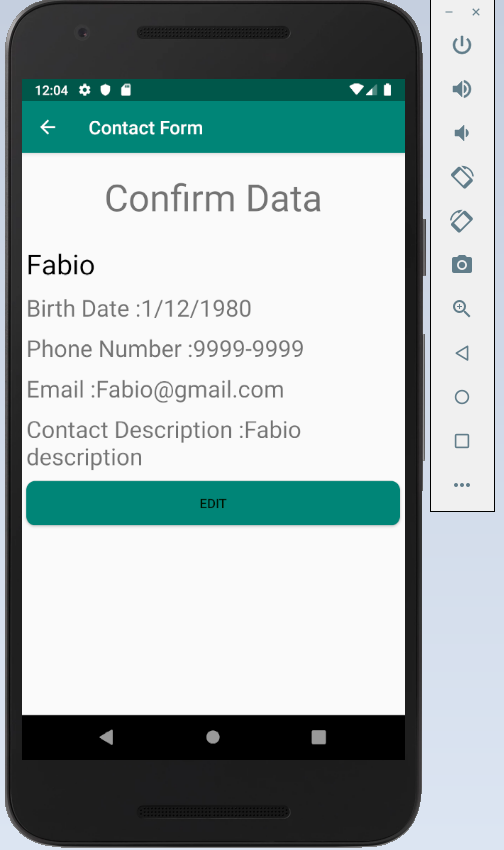 12:04
Contact Form
Confirm Data
Fabio
Birth Date :1/12/1980
Phone Number :9999-9999
Email :Fabio@gmail.com
Contact Description :Fabio
description
EDIT